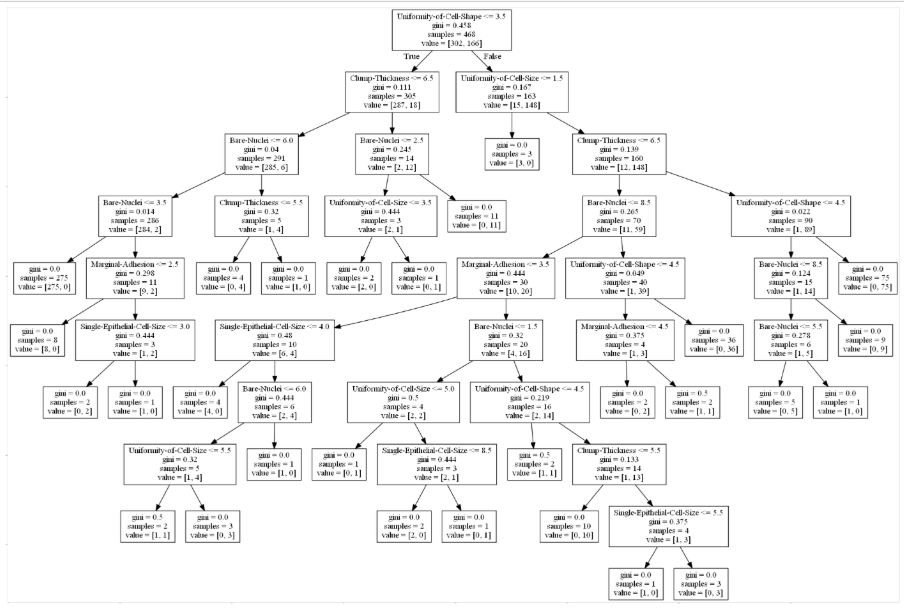 Uniformity-of-Cell-Shape <= 3.5
gini = 0.458
samples = 468
value = [302, 166]
True
False
Clump-Thickness <= 6.5
gini = 0.111
samples = 305
value = [287, 18]
Uniformity-of-Cell-Size <= 1.5
gini = 0.167
samples = 163
value = [15, 148]
Bare-Nuclei <= 6.0
gini = 0.04
samples = 291
value = [285, 6]
Bare-Nuclei <= 2.5
gini = 0.245
samples = 14
value = [2, 12]
gini = 0.0
samples = 3
value = [3, 0]
Clump-Thickness <= 6.5
gini = 0.139
samples = 160
value = [12, 148]
Bare-Nuclei <= 3.5
gini = 0.014
samples = 286
value = [284, 2]
Clump-Thickness <= 5.5
gini = 0.32
samples = 5
value = [1, 4]
Uniformity-of-Cell-Size <= 3.5
gini = 0.444
samples = 3
value = [2, 1]
gini = 0.0
samples = 11
value = [0, 11]
Bare-Nuclei <= 8.5
gini = 0.265
samples = 70
value = [11, 59]
Uniformity-of-Cell-Shape <= 4.5
gini = 0.022
samples = 90
value = [1, 89]
gini = 0.0
samples = 275
value = [275, 0]
Marginal-Adhesion <= 2.5
gini = 0.298
samples = 11
value = [9, 2]
gini = 0.0
samples = 4
value = [0, 4]
gini = 0.0
samples = 1
value = [1, 0]
gini = 0.0
samples = 2
value = [2, 0]
gini = 0.0
samples = 1
value = [0, 1]
Marginal-Adhesion <= 3.5
gini = 0.444
samples = 30
value = [10, 20]
Uniformity-of-Cell-Shape <= 4.5
gini = 0.049
samples = 40
value = [1, 39]
Bare-Nuclei <= 8.5
gini = 0.124
samples = 15
value = [1, 14]
gini = 0.0
samples = 75
value = [0, 75]
gini = 0.0
samples = 8
value = [8, 0]
Single-Epithelial-Cell-Size <= 3.0
gini = 0.444
samples = 3
value = [1, 2]
Single-Epithelial-Cell-Size <= 4.0
gini = 0.48
samples = 10
value = [6, 4]
Bare-Nuclei <= 1.5
gini = 0.32
samples = 20
value = [4, 16]
Marginal-Adhesion <= 4.5
gini = 0.375
samples = 4
value = [1, 3]
gini = 0.0
samples = 36
value = [0, 36]
Bare-Nuclei <= 5.5
gini = 0.278
samples = 6
value = [1, 5]
gini = 0.0
samples = 9
value = [0, 9]
gini = 0.0
samples = 2
value = [0, 2]
gini = 0.0
samples = 1
value = [1, 0]
gini = 0.0
samples = 4
value = [4, 0]
Bare-Nuclei <= 6.0
gini = 0.444
samples = 6
value = [2, 4]
Uniformity-of-Cell-Size <= 5.0
gini = 0.5
samples = 4
value = [2, 2]
Uniformity-of-Cell-Shape <= 4.5
gini = 0.219
samples = 16
value = [2, 14]
gini = 0.0
samples = 2
value = [0, 2]
gini = 0.5
samples = 2
value = [1, 1]
gini = 0.0
samples = 5
value = [0, 5]
gini = 0.0
samples = 1
value = [1, 0]
Uniformity-of-Cell-Size <= 5.5
gini = 0.32
samples = 5
value = [1, 4]
gini = 0.0
samples = 1
value = [1, 0]
gini = 0.0
samples = 1
value = [0, 1]
Single-Epithelial-Cell-Size <= 8.5
gini = 0.444
samples = 3
value = [2, 1]
gini = 0.5
samples = 2
value = [1, 1]
Clump-Thickness <= 5.5
gini = 0.133
samples = 14
value = [1, 13]
gini = 0.5
samples = 2
value = [1, 1]
gini = 0.0
samples = 3
value = [0, 3]
gini = 0.0
samples = 2
value = [2, 0]
gini = 0.0
samples = 1
value = [0, 1]
gini = 0.0
samples = 10
value = [0, 10]
Single-Epithelial-Cell-Size <= 5.5
gini = 0.375
samples = 4
value = [1, 3]
gini = 0.0
samples = 1
value = [1, 0]
gini = 0.0
samples = 3
value = [0, 3]